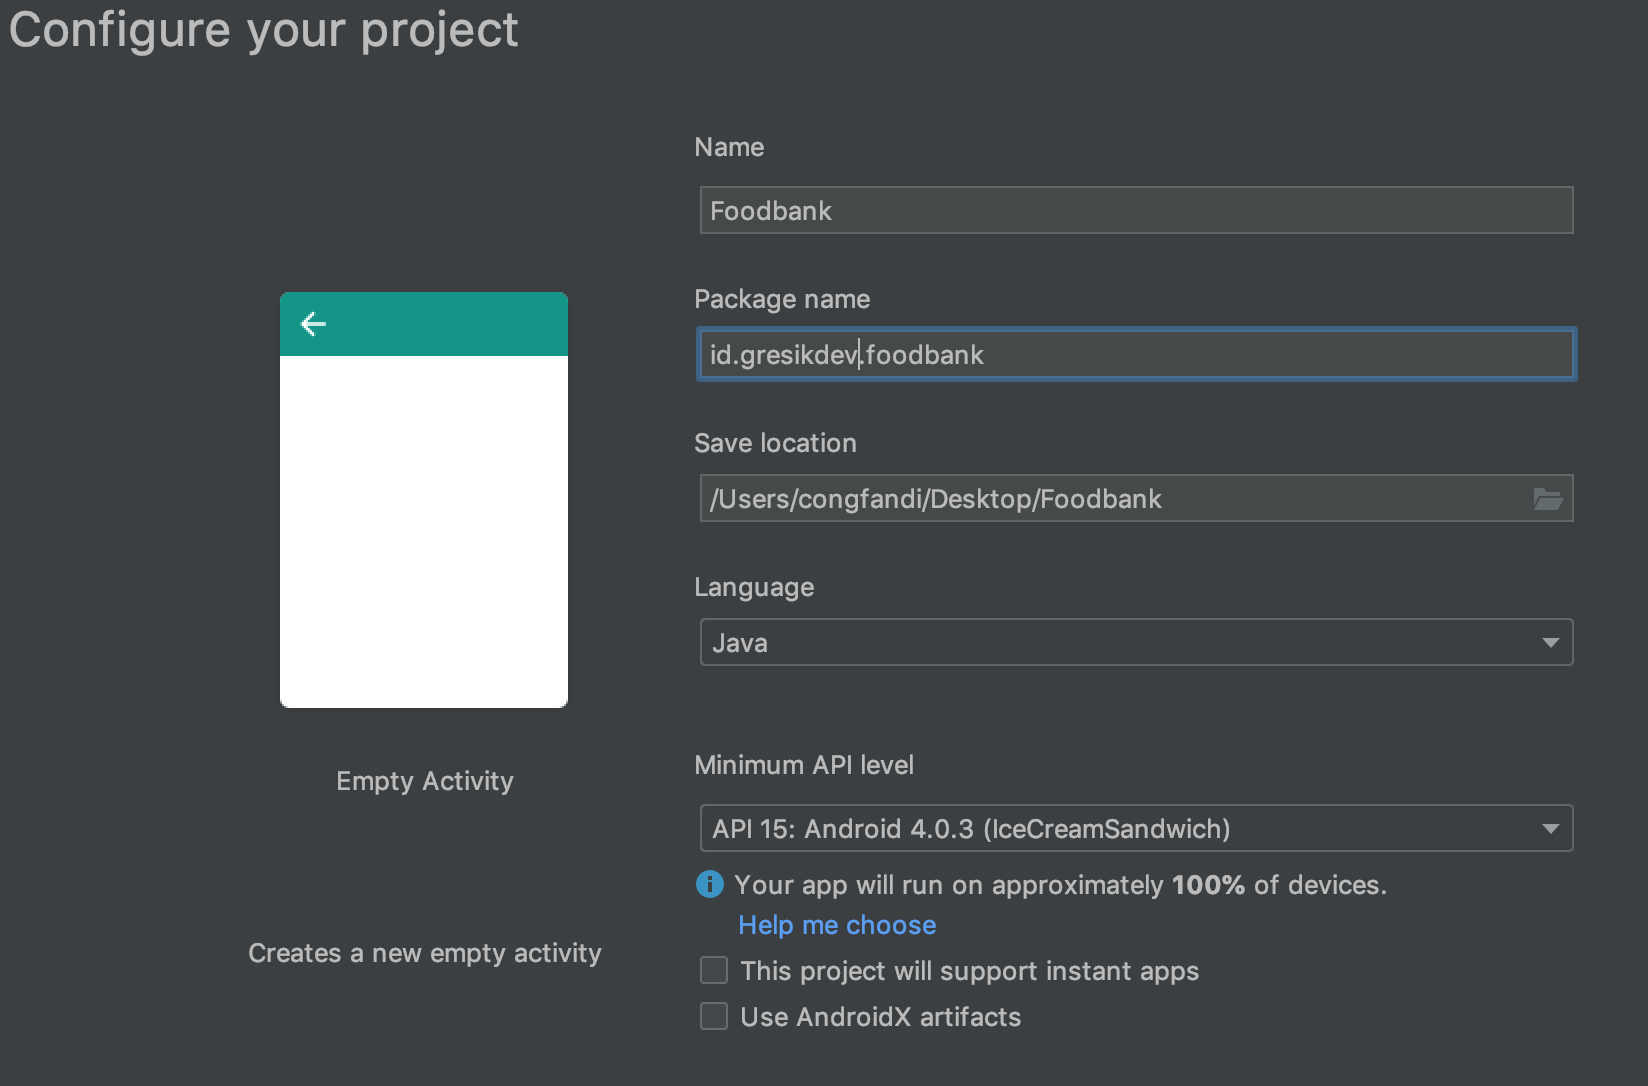 Configure your project
Name
Foodbank
Package name
id.gresikdev.foodbank
Save location
/Users/congfandi/Desktop/Foodbank
Language
Java
Empty Activity
Minimum API level
API 15: Android 4.0.3 (IceCreamSandwich)
Your app will run on approximately 100% of devices.
Help me choose
Creates a new empty activity
This project will support instant apps
Use AndroidX artifacts